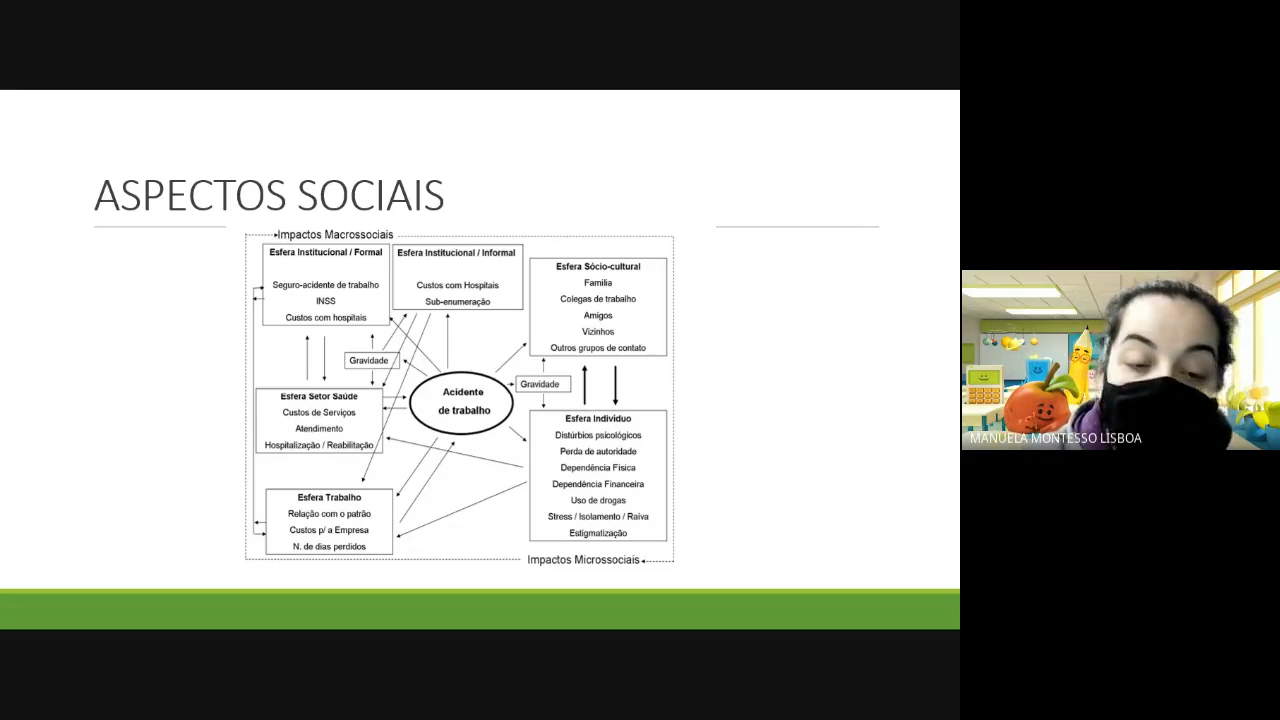 ASPECTOS SOCIAIS
Impactos Macrossociais
Esfera Institucional / Formal
Seguro-acidente de trabalho
INSS
Custos com hospitais
Esfera Institucional / Informal
Custos com Hospitais
Sub-enumeração
Esfera Sócio-cultural
Família
Colegas de trabalho
Amigos
Vizinhos
Outros grupos de contato
Gravidade
Acidente
de trabalho
Gravidade
Esfera Setor Saúde
Custos de Serviços
Atendimento
Hospitalização / Reabilitação
Esfera Indivíduo
Distúrbios psicológicos
Perda de autoridade
Dependência Física
Dependência Financeira
Uso de drogas
Stress / Isolamento / Raiva
Estigmatização
Esfera Trabalho
Relação com o patrão
Custos p/ a Empresa
N. de dias perdidos
Impactos Microssociais
MANUELA MONTESSO LISBOA